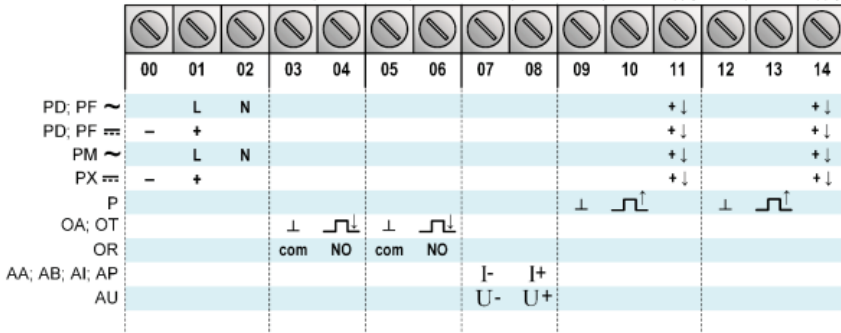 00 01 02 03 04 05 06 07 08 09 10 11 12 13 14
PD; PF ~ L N +↓ +↓
PD; PF ⎓ – + +↓ +↓
PM ~ L N +↓ +↓
PX ⎓ – + +↓ +↓
P ⊥ ↑ ⊥ ↑
OA; OT ⊥ ↓ ⊥ ↓
OR com NO com NO
AA; AB; AI; AP I- I+
AU U- U+